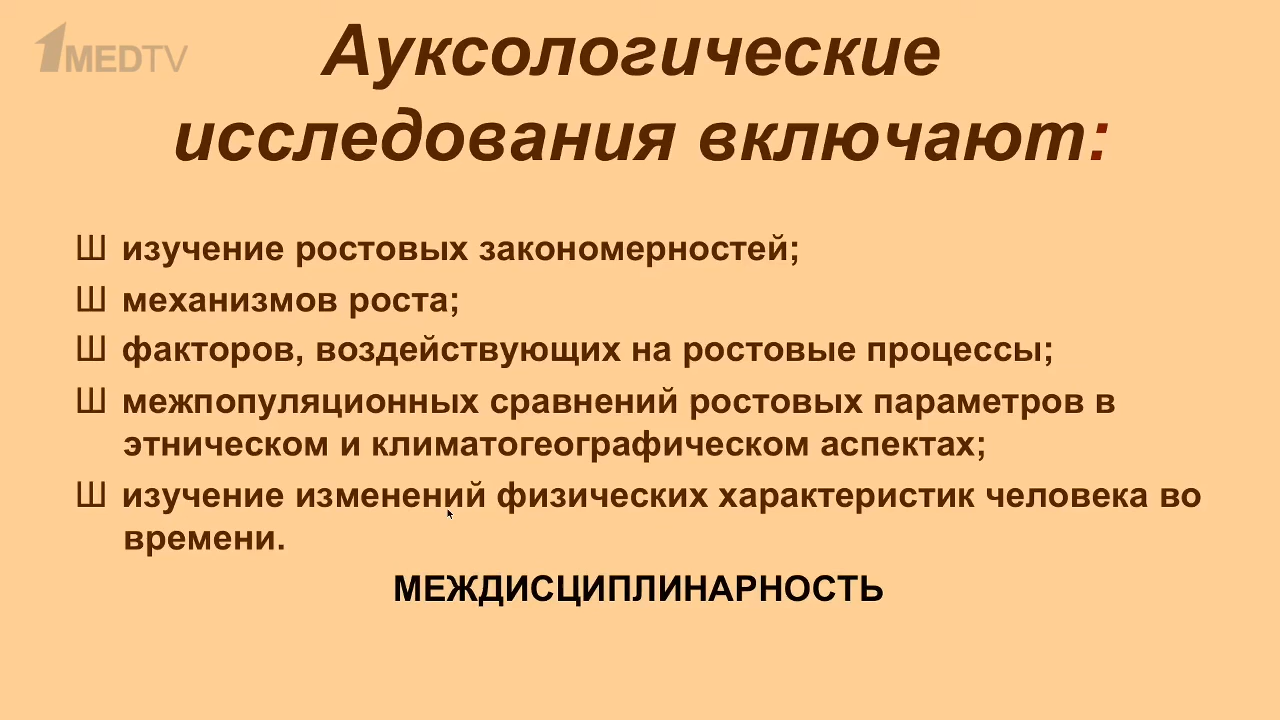 1MEDTV
Ауксологические
исследования включают:
Ш изучение ростовых закономерностей;
Ш механизмов роста;
Ш факторов, воздействующих на ростовые процессы;
Ш межпопуляционных сравнений ростовых параметров в
этническом и климатогеографическом аспектах;
Ш изучение изменений физических характеристик человека во
времени.
МЕЖДИСЦИПЛИНАРНОСТЬ